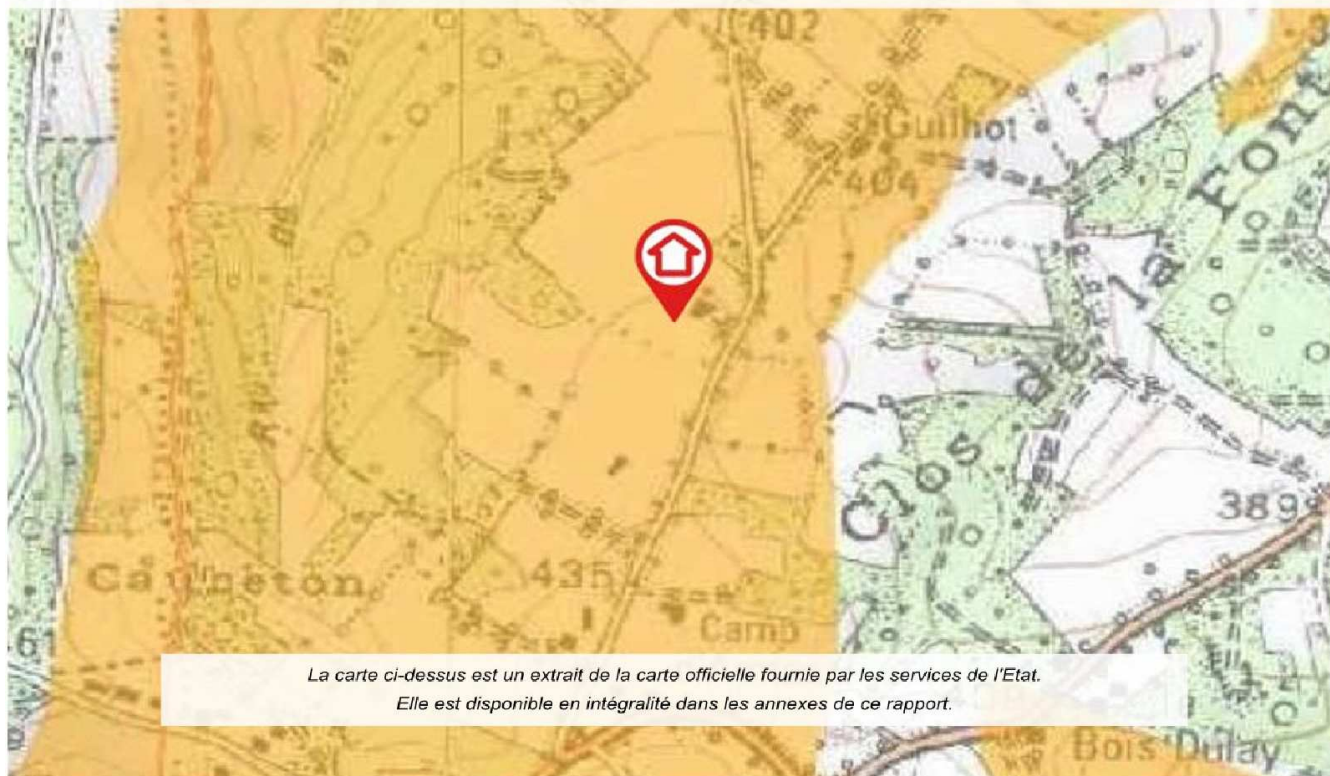 402
Guilhot
404
Clos de la Font
389
Cauneton
435
Camp
61
La carte ci-dessus est un extrait de la carte officielle fournie par les services de l'Etat.
Elle est disponible en intégralité dans les annexes de ce rapport.
Bois Dulay